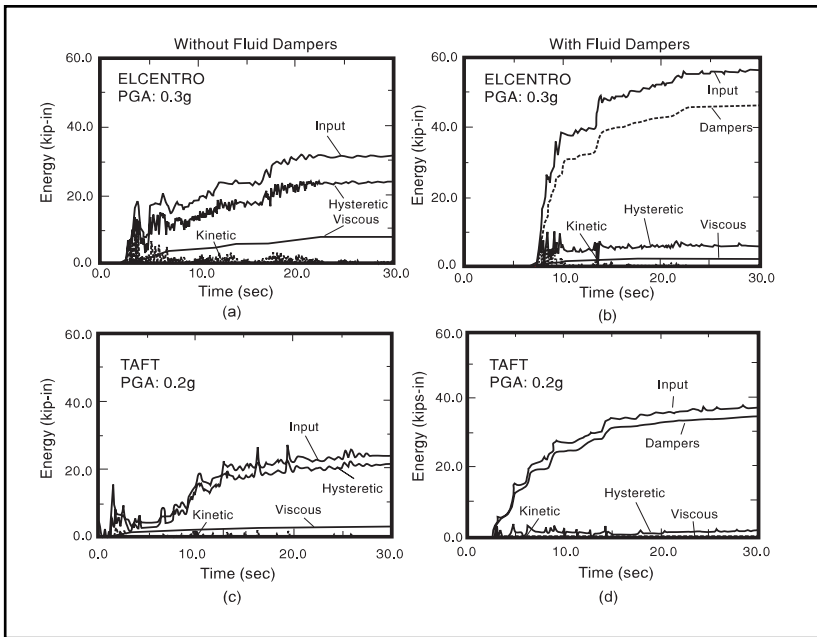 Without Fluid Dampers
With Fluid Dampers
60.0
40.0
20.0
0.0
Energy (kip-in)
ELCENTRO
PGA: 0.3g
Input
Hysteretic
Viscous
Kinetic
0.0 10.0 20.0 30.0
Time (sec)
(a)
60.0
40.0
20.0
0.0
Energy (kip-in)
ELCENTRO
PGA: 0.3g
Input
Dampers
Hysteretic
Viscous
Kinetic
10.0 20.0 30.0
Time (sec)
(b)
60.0
40.0
20.0
0.0
Energy (kip-in)
TAFT
PGA: 0.2g
Input
Hysteretic
Viscous
Kinetic
0.0 10.0 20.0 30.0
Time (sec)
(c)
60.0
40.0
20.0
0.0
Energy (kips-in)
TAFT
PGA: 0.2g
Input
Dampers
Hysteretic
Viscous
Kinetic
10.0 20.0 30.0
Time (sec)
(d)